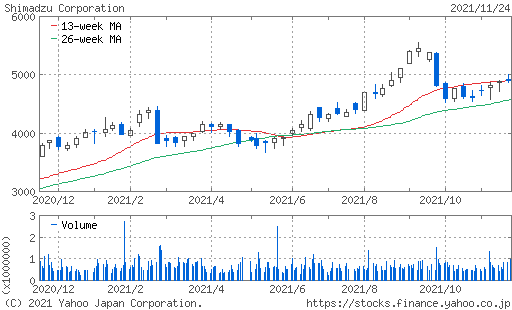 Shimadzu Corporation 2021/11/24
6000
13-week MA
26-week MA
5000
4000
3000
2020/12 2021/2 2021/4 2021/6 2021/8 2021/10
3
Volume
2
1
0
(x1000000)
2020/12 2021/2 2021/4 2021/6 2021/8 2021/10
(C) 2021 Yahoo Japan Corporation. https://stocks.finance.yahoo.co.jp/